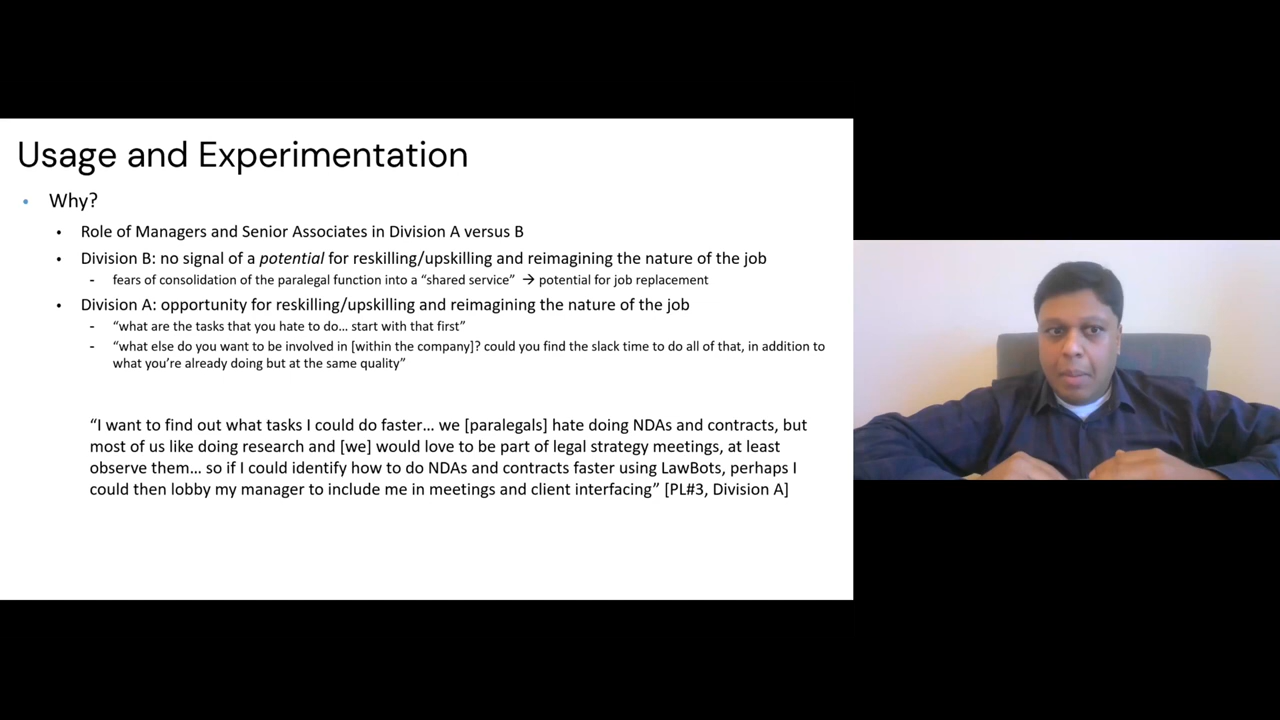 Usage and Experimentation
• Why?
• Role of Managers and Senior Associates in Division A versus B
• Division B: no signal of a potential for reskilling/upskilling and reimagining the nature of the job
- fears of consolidation of the paralegal function into a “shared service” → potential for job replacement
• Division A: opportunity for reskilling/upskilling and reimagining the nature of the job
- “what are the tasks that you hate to do… start with that first”
- “what else do you want to be involved in [within the company]? could you find the slack time to do all of that, in addition to
what you’re already doing but at the same quality”
“I want to find out what tasks I could do faster… we [paralegals] hate doing NDAs and contracts, but
most of us like doing research and [we] would love to be part of legal strategy meetings, at least
observe them… so if I could identify how to do NDAs and contracts faster using LawBots, perhaps I
could then lobby my manager to include me in meetings and client interfacing” [PL#3, Division A]